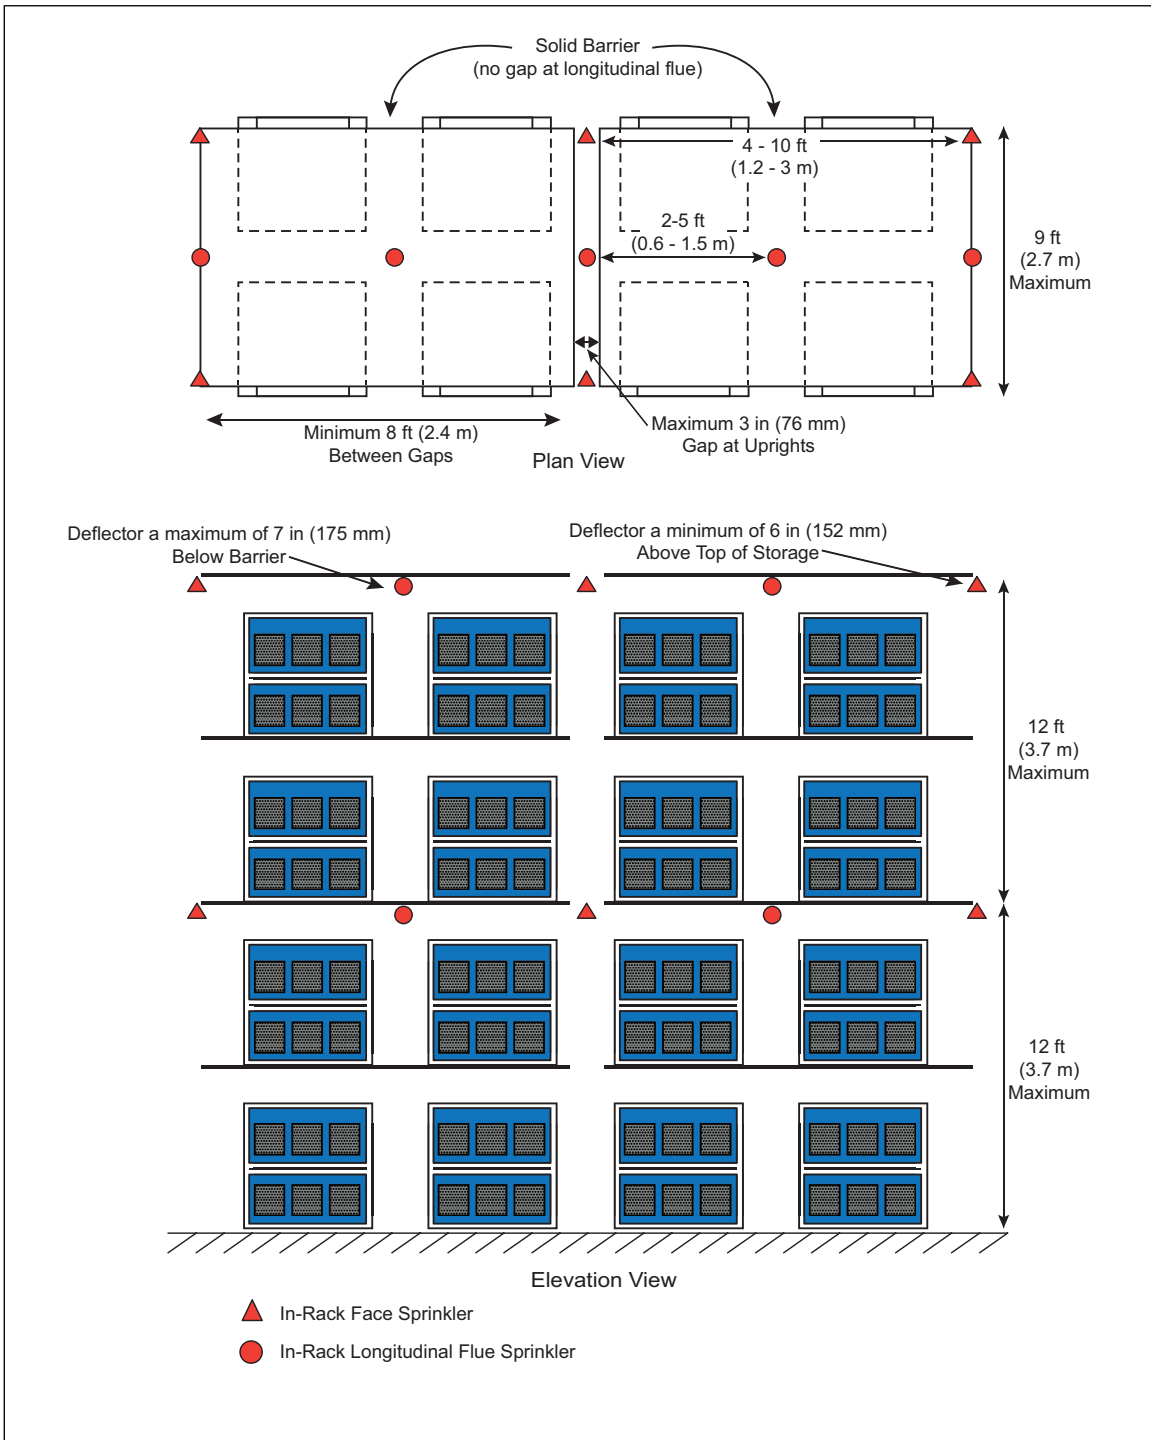 Solid Barrier
(no gap at longitudinal flue)
4 - 10 ft
(1.2 - 3 m)
2-5 ft
(0.6 - 1.5 m)
9 ft
(2.7 m)
Maximum
Minimum 8 ft (2.4 m)
Between Gaps
Maximum 3 in (76 mm)
Gap at Uprights
Plan View
Deflector a maximum of 7 in (175 mm)
Below Barrier
Deflector a minimum of 6 in (152 mm)
Above Top of Storage
12 ft
(3.7 m)
Maximum
12 ft
(3.7 m)
Maximum
Elevation View
In-Rack Face Sprinkler
In-Rack Longitudinal Flue Sprinkler